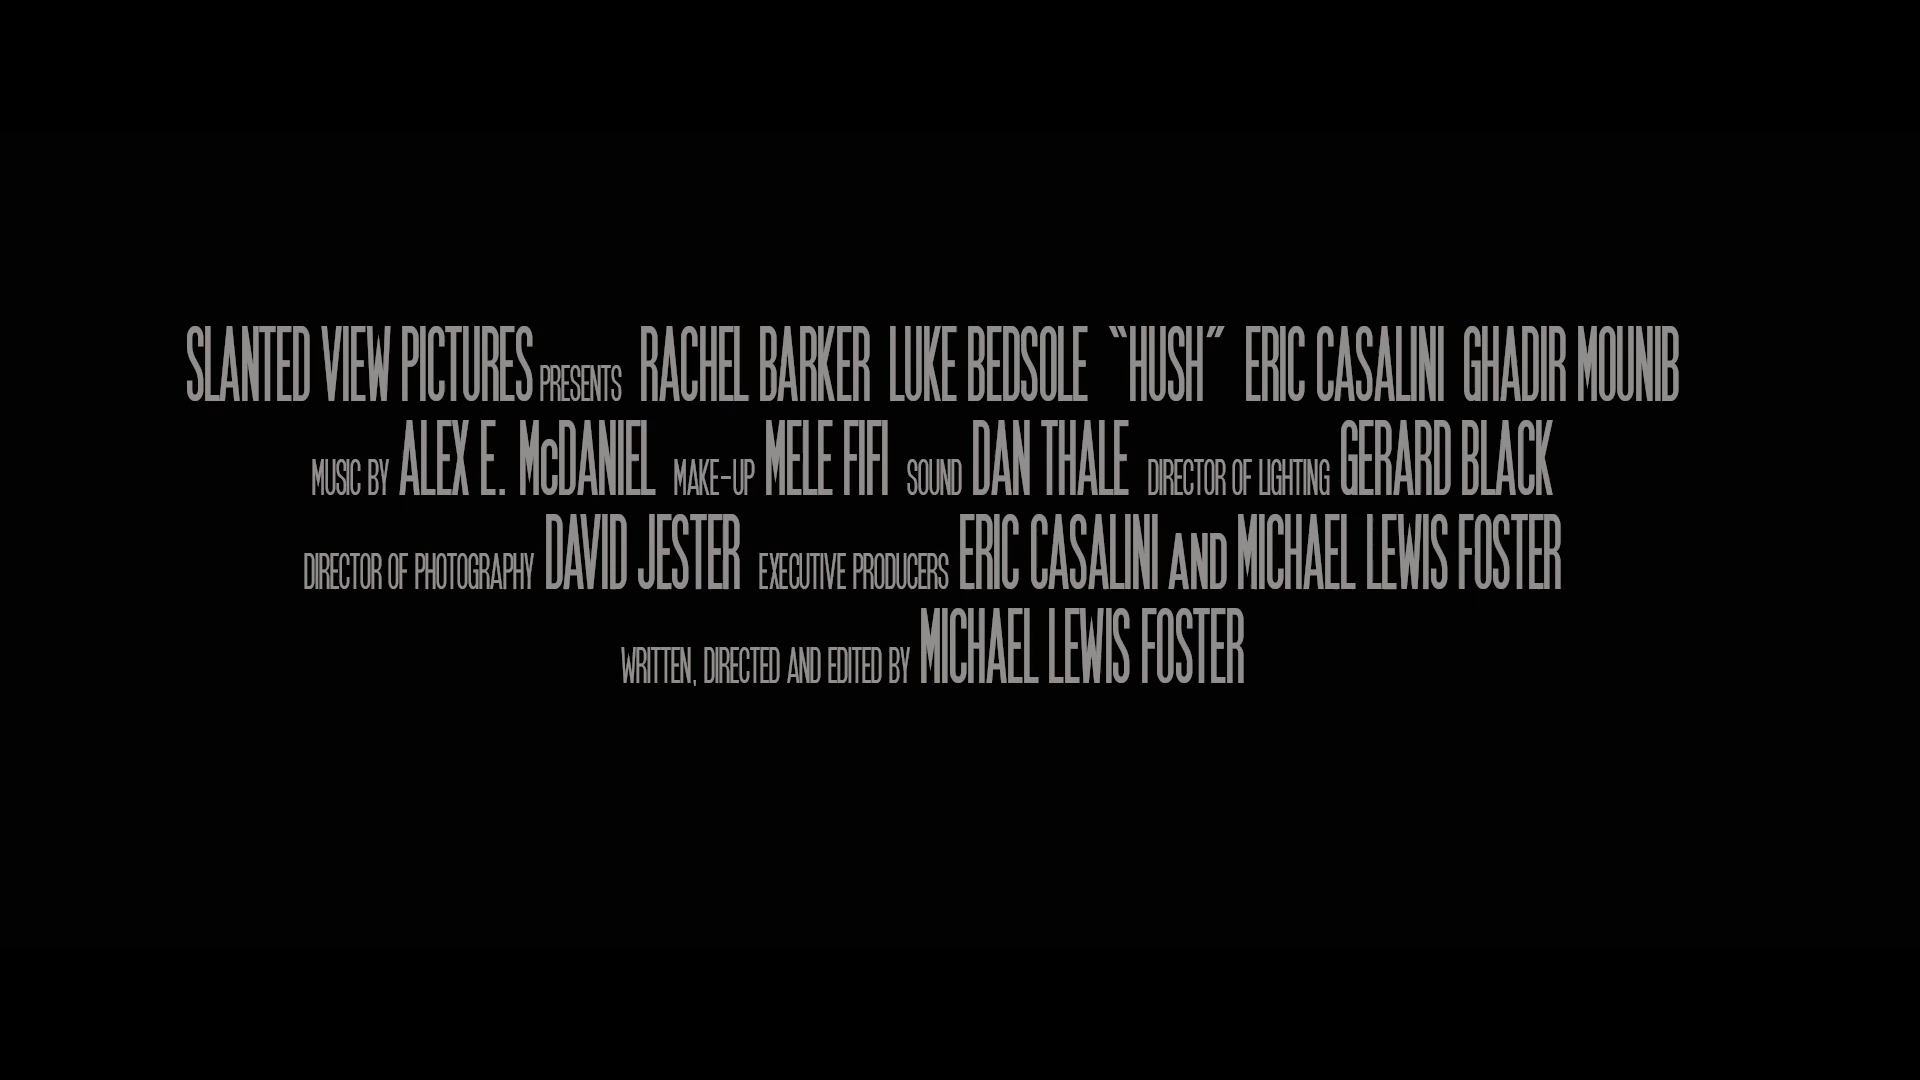 SLANTED VIEW PICTURES PRESENTS RACHEL BARKER LUKE BEDSOLE "HUSH" ERIC CASALINI GHADIR MOUNIB
MUSIC BY ALEX E. McDANIEL MAKE-UP MELE FIFI SOUND DAN THALE DIRECTOR OF LIGHTING GERARD BLACK
DIRECTOR OF PHOTOGRAPHY DAVID JESTER EXECUTIVE PRODUCERS ERIC CASALINI AND MICHAEL LEWIS FOSTER
WRITTEN, DIRECTED AND EDITED BY MICHAEL LEWIS FOSTER